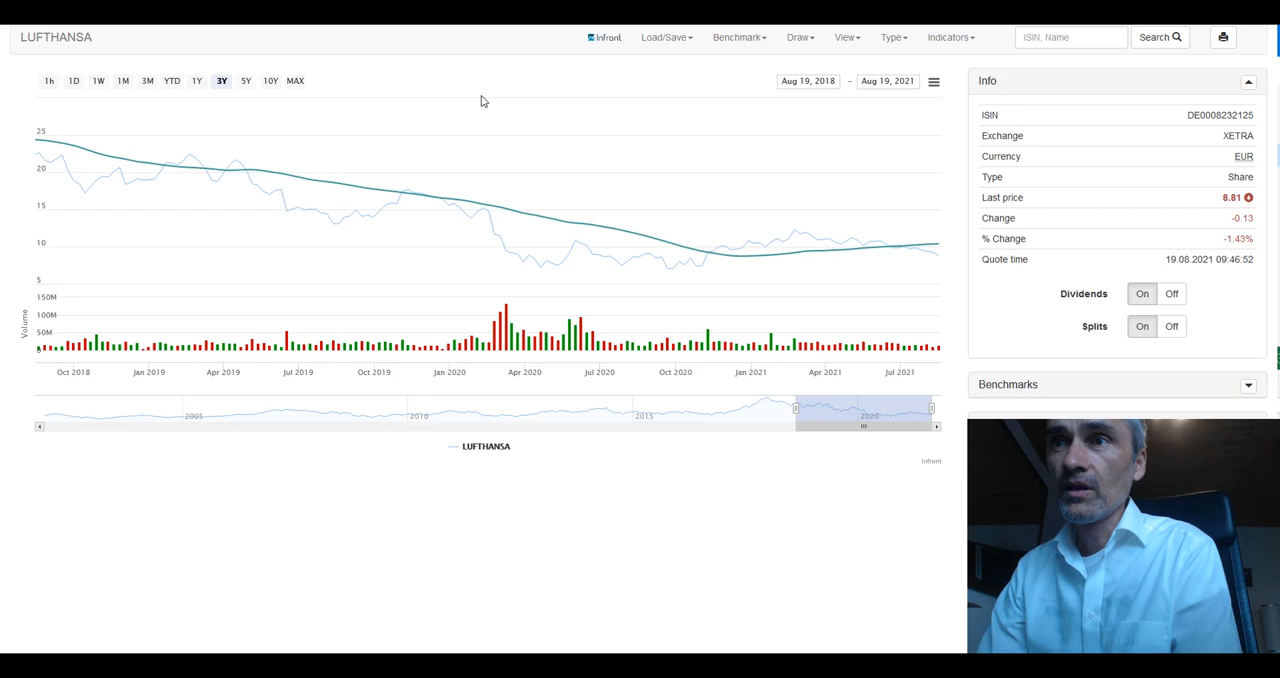 LUFTHANSA
Infront
Load/Save
Benchmark
Draw
View
Type
Indicators
ISIN, Name
Search
1h 1D 1W 1M 3M YTD 1Y 3Y 5Y 10Y MAX
Aug 19, 2018 – Aug 19, 2021
25
20
15
10
5
150M
100M
50M
0
Volume
Oct 2018 Jan 2019 Apr 2019 Jul 2019 Oct 2019 Jan 2020 Apr 2020 Jul 2020 Oct 2020 Jan 2021 Apr 2021 Jul 2021
2005 2010 2015 2020
LUFTHANSA
Infront
Info
ISIN DE0008232125
Exchange XETRA
Currency EUR
Type Share
Last price 8.81
Change -0.13
% Change -1.43%
Quote time 19.08.2021 09:46:52
Dividends On Off
Splits On Off
Benchmarks